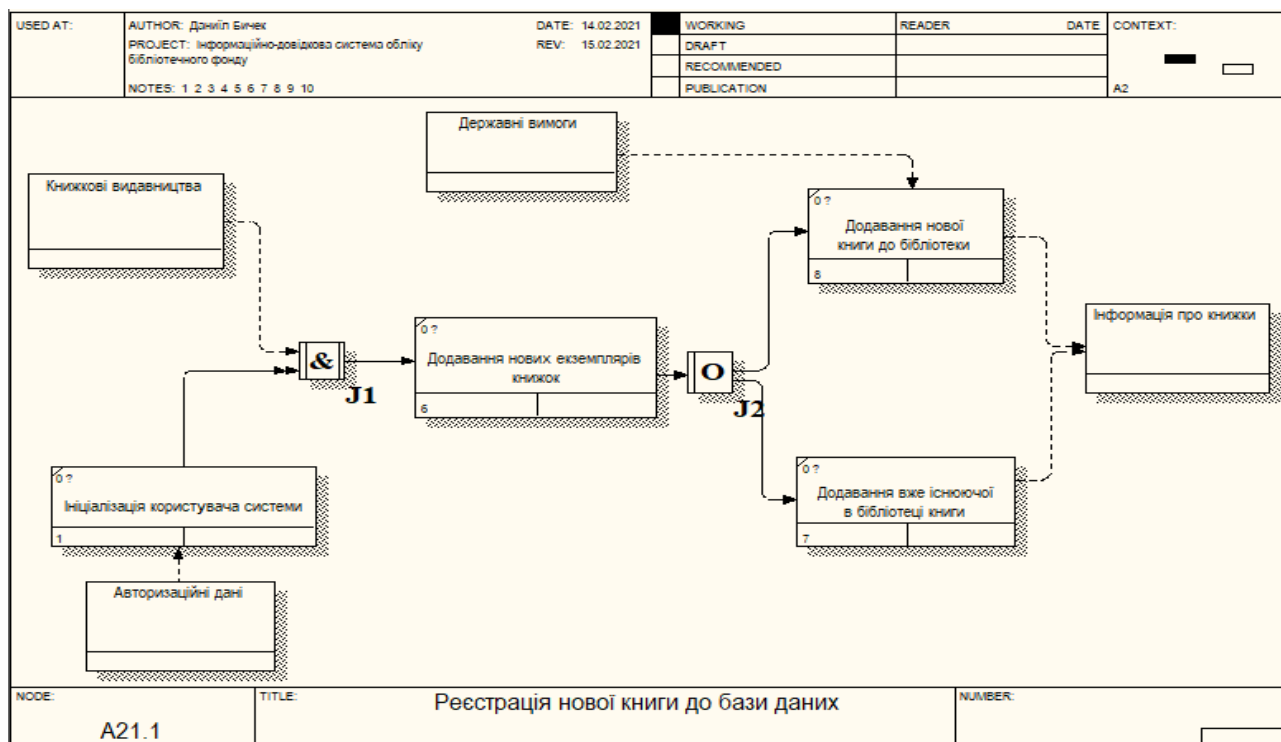 USED AT:
AUTHOR: Даниїл Бичек
DATE: 14.02.2021
PROJECT: Інформаційно-довідкова система обліку
бібліотечного фонду
REV: 15.02.2021
NOTES: 1 2 3 4 5 6 7 8 9 10
WORKING
DRAFT
RECOMMENDED
PUBLICATION
READER
DATE
CONTEXT:
A2
Державні вимоги
Книжкові видавництва
0 ?
Додавання нової
книги до бібліотеки
8
Інформація про книжки
&
J1
0 ?
Додавання нових екземплярів
книжок
6
O
J2
0 ?
Ініціалізація користувача системи
1
0 ?
Додавання вже існуючої
в бібліотеці книги
7
Авторизаційні дані
NODE:
A21.1
TITLE:
Реєстрація нової книги до бази даних
NUMBER: